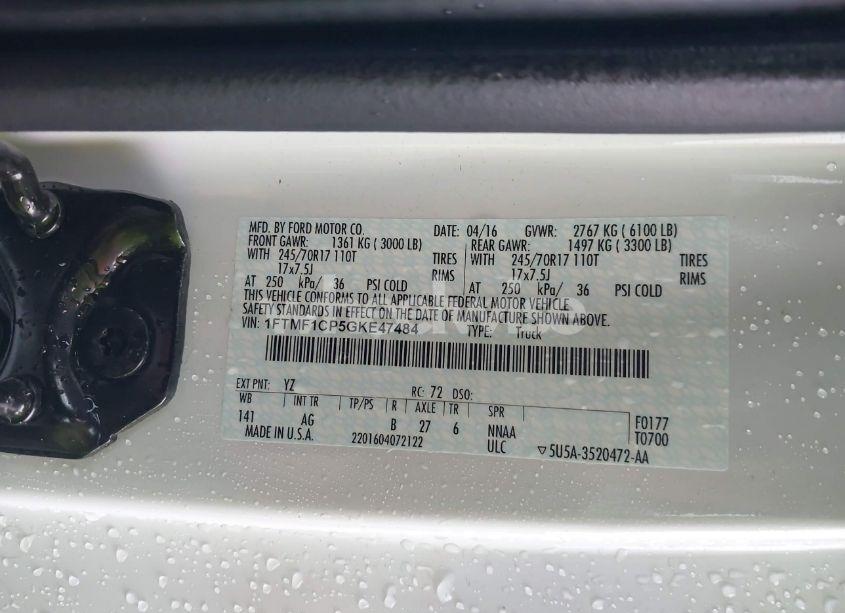 MFD. BY FORD MOTOR CO. DATE: 04/16 GVWR: 2767 KG ( 6100 LB)
FRONT GAWR: 1361 KG ( 3000 LB) REAR GAWR: 1497 KG ( 3300 LB)
WITH 245/70R17 110T TIRES WITH 245/70R17 110T TIRES
17x7.5J RIMS 17x7.5J RIMS
AT 250 kPa/ 36 PSI COLD AT 250 kPa/ 36 PSI COLD
THIS VEHICLE CONFORMS TO ALL APPLICABLE FEDERAL MOTOR VEHICLE
SAFETY STANDARDS IN EFFECT ON THE DATE OF MANUFACTURE SHOWN ABOVE.
VIN: 1FTMF1CP5GKE47484 TYPE: Truck
EXT PNT: YZ RC: 72 DSO:
WB INT TR TP/PS R AXLE TR SPR F0177
141 AG B 27 6 NNAA T0700
MADE IN U.S.A. 2201604072122 ULC ▽5U5A-3520472-AA